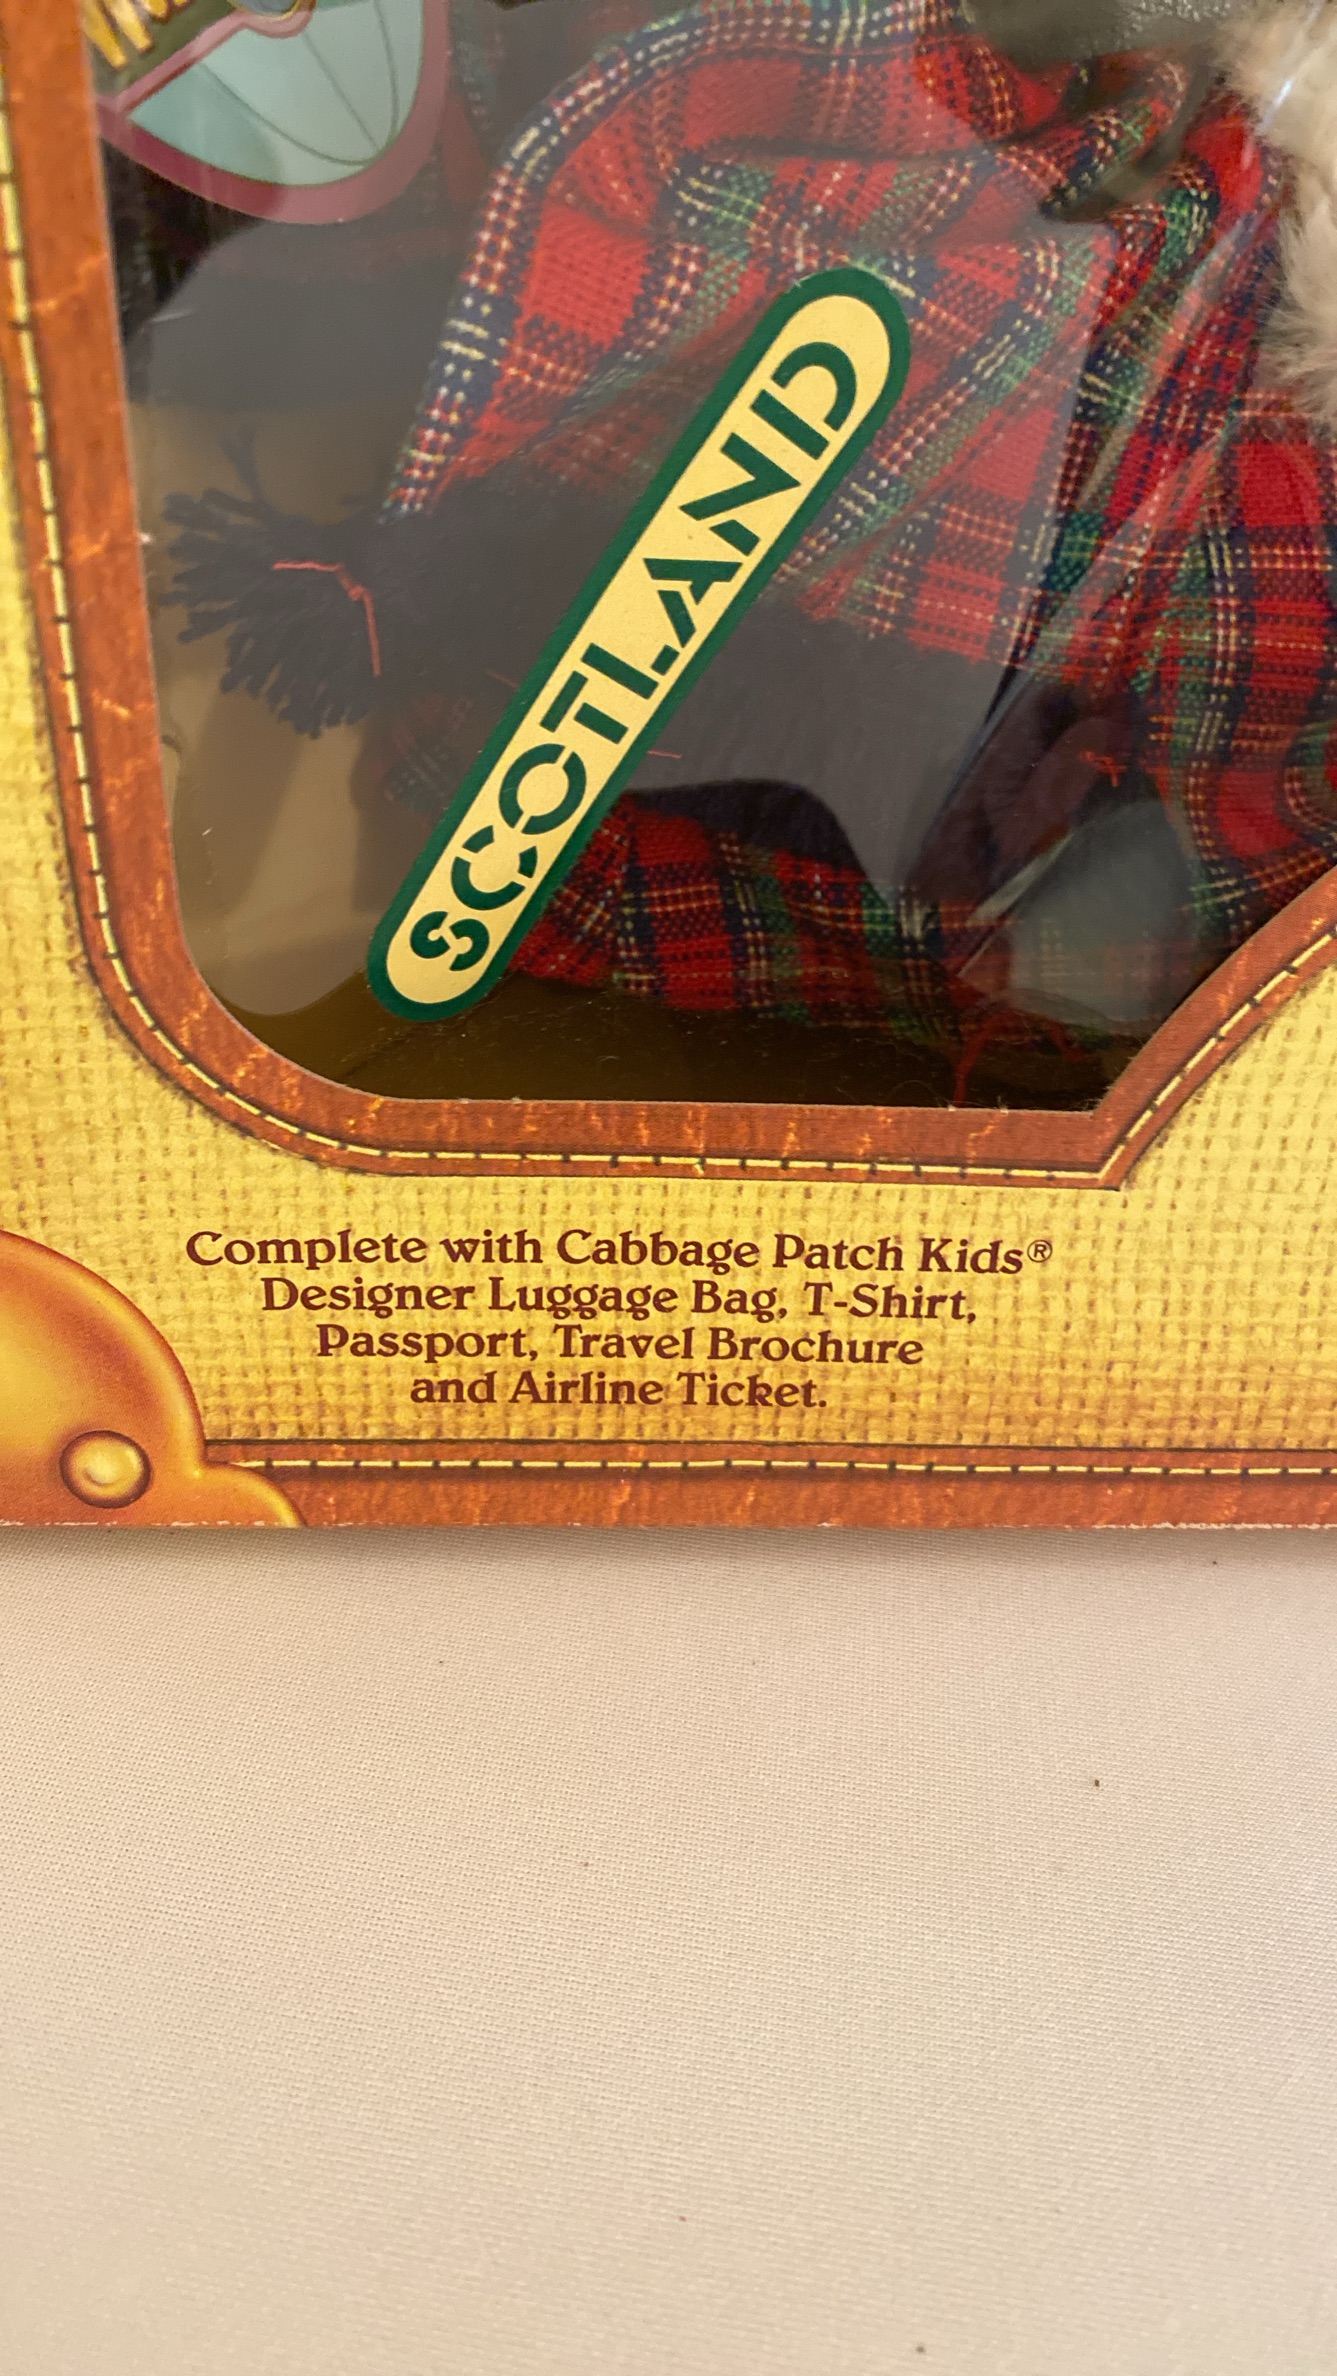 SCOTLAND
Complete with Cabbage Patch Kids®
Designer Luggage Bag, T-Shirt,
Passport, Travel Brochure
and Airline Ticket.